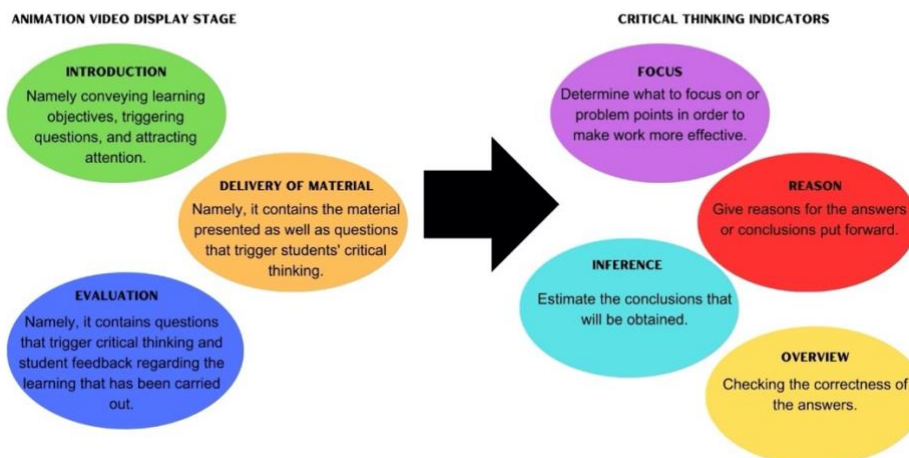 ANIMATION VIDEO DISPLAY STAGE
INTRODUCTION
Namely conveying learning
objectives, triggering
questions, and attracting
attention.
DELIVERY OF MATERIAL
Namely, it contains the material
presented as well as questions
that trigger students' critical
thinking.
EVALUATION
Namely, it contains questions
that trigger critical thinking and
student feedback regarding the
learning that has been carried
out.
CRITICAL THINKING INDICATORS
FOCUS
Determine what to focus on or
problem points in order to
make work more effective.
REASON
Give reasons for the answers
or conclusions put forward.
INFERENCE
Estimate the conclusions that
will be obtained.
OVERVIEW
Checking the correctness of
the answers.